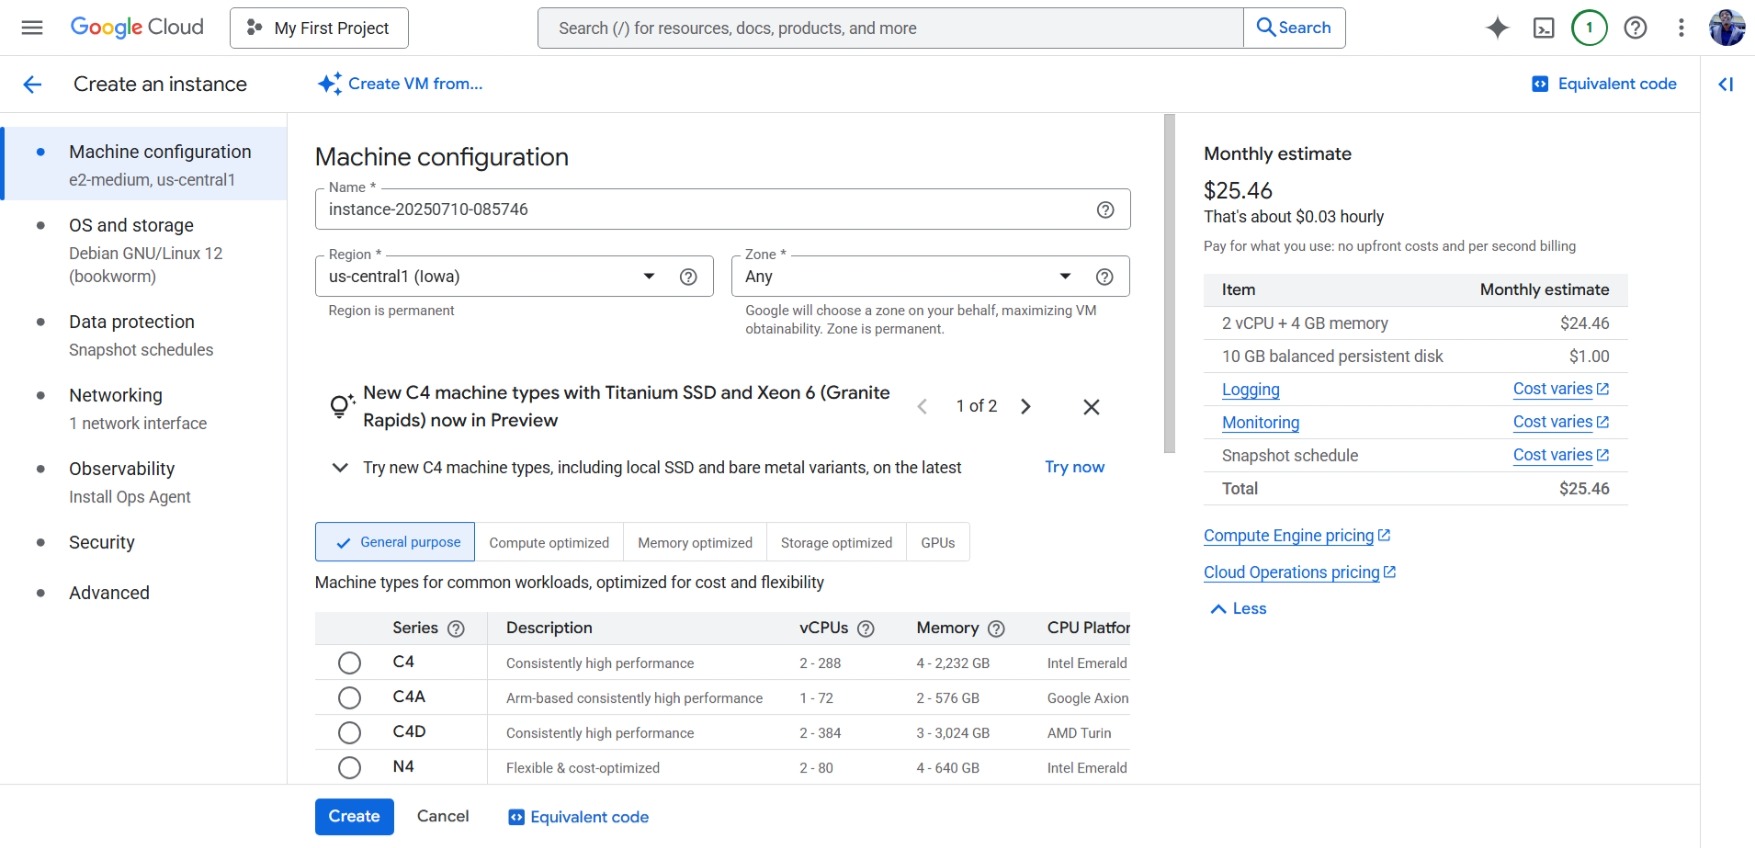 Google Cloud
My First Project
Search (/) for resources, docs, products, and more
Search
1
Create an instance
Create VM from...
Equivalent code
Machine configuration
e2-medium, us-central1
OS and storage
Debian GNU/Linux 12
(bookworm)
Data protection
Snapshot schedules
Networking
1 network interface
Observability
Install Ops Agent
Security
Advanced
Machine configuration
Name *
instance-20250710-085746
Region *
us-central1 (Iowa)
Region is permanent
Zone *
Any
Google will choose a zone on your behalf, maximizing VM
obtainability. Zone is permanent.
New C4 machine types with Titanium SSD and Xeon 6 (Granite
Rapids) now in Preview
1 of 2
Try new C4 machine types, including local SSD and bare metal variants, on the latest
Try now
General purpose
Compute optimized
Memory optimized
Storage optimized
GPUs
Machine types for common workloads, optimized for cost and flexibility
Series Description vCPUs Memory CPU Platfor
C4 Consistently high performance 2 - 288 4 - 2,232 GB Intel Emerald
C4A Arm-based consistently high performance 1 - 72 2 - 576 GB Google Axion
C4D Consistently high performance 2 - 384 3 - 3,024 GB AMD Turin
N4 Flexible & cost-optimized 2 - 80 4 - 640 GB Intel Emerald
Create
Cancel
Equivalent code
Monthly estimate
$25.46
That's about $0.03 hourly
Pay for what you use: no upfront costs and per second billing
Item Monthly estimate
2 vCPU + 4 GB memory $24.46
10 GB balanced persistent disk $1.00
Logging Cost varies
Monitoring Cost varies
Snapshot schedule Cost varies
Total $25.46
Compute Engine pricing
Cloud Operations pricing
Less